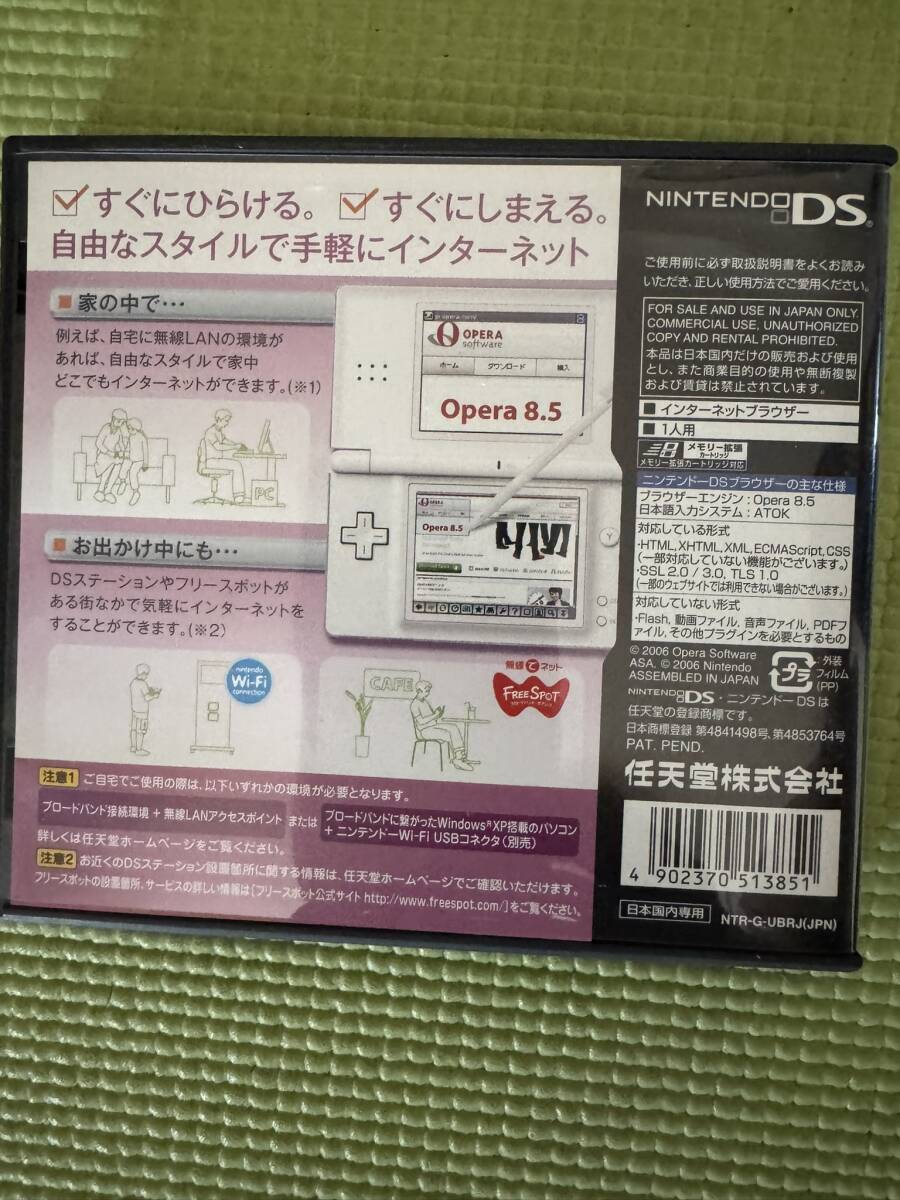 すぐにひらける。 すぐにしまえる。
自由なスタイルで手軽にインターネット
家の中で…
例えば、自宅に無線LANの環境が
あれば、自由なスタイルで家中
どこでもインターネットができます。(※1)
PC
お出かけ中にも…
DSステーションやフリースポットが
ある街なかで気軽にインターネットを
することができます。(※2)
nintendo
Wi-Fi
connection
CAFE
無線でネット
FREESPOT
OPERA
software
ホーム
ダウンロード
購入
Opera 8.5
OPERA
Opera 8.5
Y
注意1 ご自宅でご使用の際は、以下いずれかの環境が必要となります。
ブロードバンド接続環境 + 無線LANアクセスポイント または ブロードバンドに繋がったWindows®XP搭載のパソコン
+ ニンテンドーWi-Fi USBコネクタ(別売)
詳しくは任天堂ホームページをご覧ください。
注意2 お近くのDSステーション設置箇所に関する情報は、任天堂ホームページでご確認いただけます。
フリースポットの設置箇所、サービスの詳しい情報は[フリースポット公式サイト http://www.freespot.com/]をご覧ください。
NINTENDO DS®
ご使用前に必ず取扱説明書をよくお読み
いただき、正しい使用方法でご愛用ください。
FOR SALE AND USE IN JAPAN ONLY.
COMMERCIAL USE, UNAUTHORIZED
COPY AND RENTAL PROHIBITED.
本品は日本国内だけの販売および使用
とし、また商業目的の使用や無断複製
および賃貸は禁止されています。
■ インターネットブラウザー
■ 1人用
メモリー拡張
カートリッジ
メモリー拡張カートリッジ対応
ニンテンドーDSブラウザーの主な仕様
ブラウザーエンジン : Opera 8.5
日本語入力システム : ATOK
対応している形式
・HTML, XHTML, XML, ECMAScript, CSS
(一部対応していない機能がございます。)
・SSL 2.0 / 3.0, TLS 1.0
(一部のウェブサイトでは利用できない場合がございます。)
対応していない形式
・Flash, 動画ファイル, 音声ファイル, PDFフ
ァイル, その他プラグインを必要とするもの
© 2006 Opera Software
ASA. © 2006 Nintendo
ASSEMBLED IN JAPAN
プラ
:外装
フィルム
(PP)
NINTENDO DS・ニンテンドーDSは
任天堂の登録商標です。
日本商標登録 第4841498号, 第4853764号
PAT. PEND.
任天堂株式会社
4 902370 513851
日本国内専用
NTR-G-UBRJ(JPN)